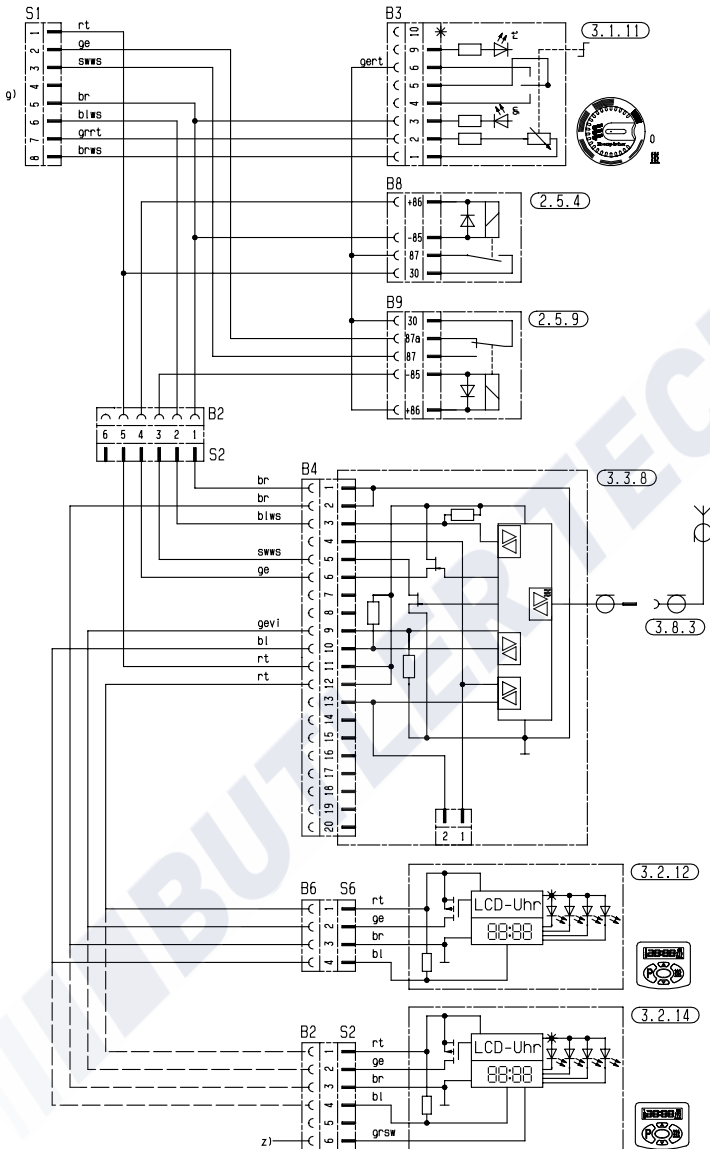 S1
1 rt
2 ge
3 swws
4
g)
5 br
6 blws
7 grrt
8 brws
B3
10
9
gert 6
5
4
3
2
1
3.1.11
0
B8
+86
-85
87
30
2.5.4
B9
30
87a
87
-85
+86
2.5.9
B2
6 5 4 3 2 1
S2
B4
br 1
br 2
blws 3
4
swws 5
ge 6
7
8
gevi 9
bl 10
rt 11
rt 12
13
14
15
16
17
18
19
20
2 1
3.3.8
3.8.3
B6 S6
1 rt
2 ge
3 br
4 bl
LCD-Uhr
88:88
3.2.12
P
B2 S2
1 rt
2 ge
3 br
4 bl
5
z) 6 grsw
LCD-Uhr
88:88
3.2.14
P
BUTLER TEC